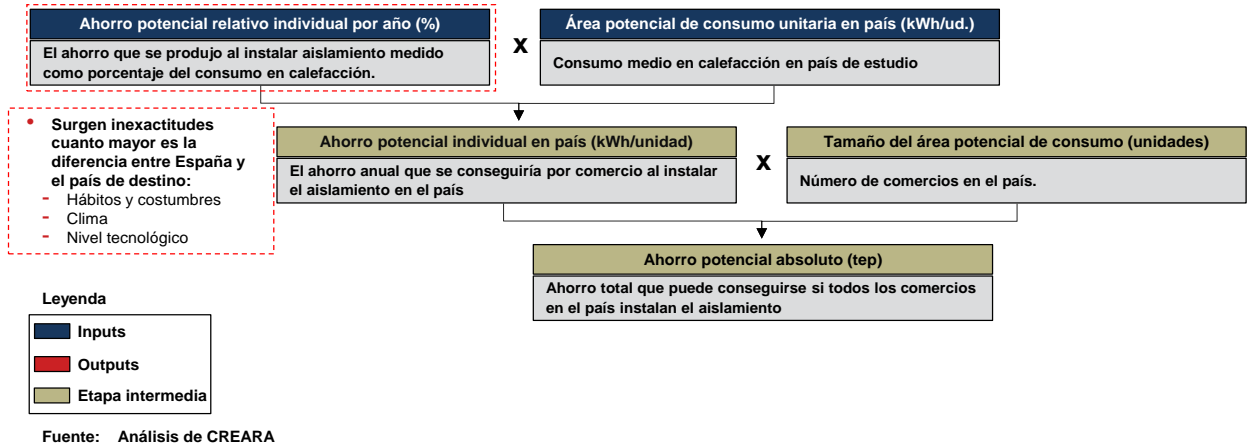 Ahorro potencial relativo individual por año (%)
El ahorro que se produjo al instalar aislamiento medido
como porcentaje del consumo en calefacción.
x
Área potencial de consumo unitaria en país (kWh/ud.)
Consumo medio en calefacción en país de estudio
• Surgen inexactitudes
cuanto mayor es la
diferencia entre España y
el país de destino:
- Hábitos y costumbres
- Clima
- Nivel tecnológico
Ahorro potencial individual en país (kWh/unidad)
El ahorro anual que se conseguiría por comercio al instalar
el aislamiento en el país
x
Tamaño del área potencial de consumo (unidades)
Número de comercios en el país.
Ahorro potencial absoluto (tep)
Ahorro total que puede conseguirse si todos los comercios
en el país instalan el aislamiento
Leyenda
Inputs
Outputs
Etapa intermedia
Fuente: Análisis de CREARA